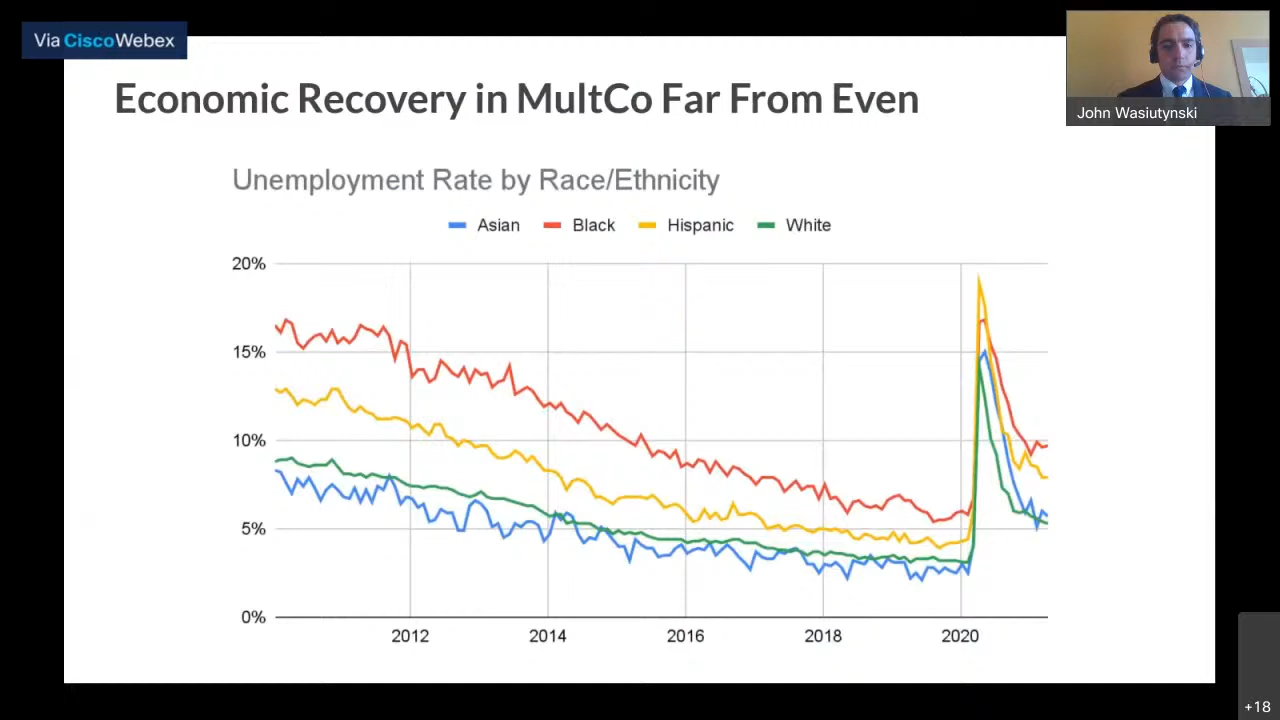 Via CiscoWebex
John Wasiutynski
Economic Recovery in MultCo Far From Even
Unemployment Rate by Race/Ethnicity
Asian Black Hispanic White
20%
15%
10%
5%
0%
2012 2014 2016 2018 2020
+18